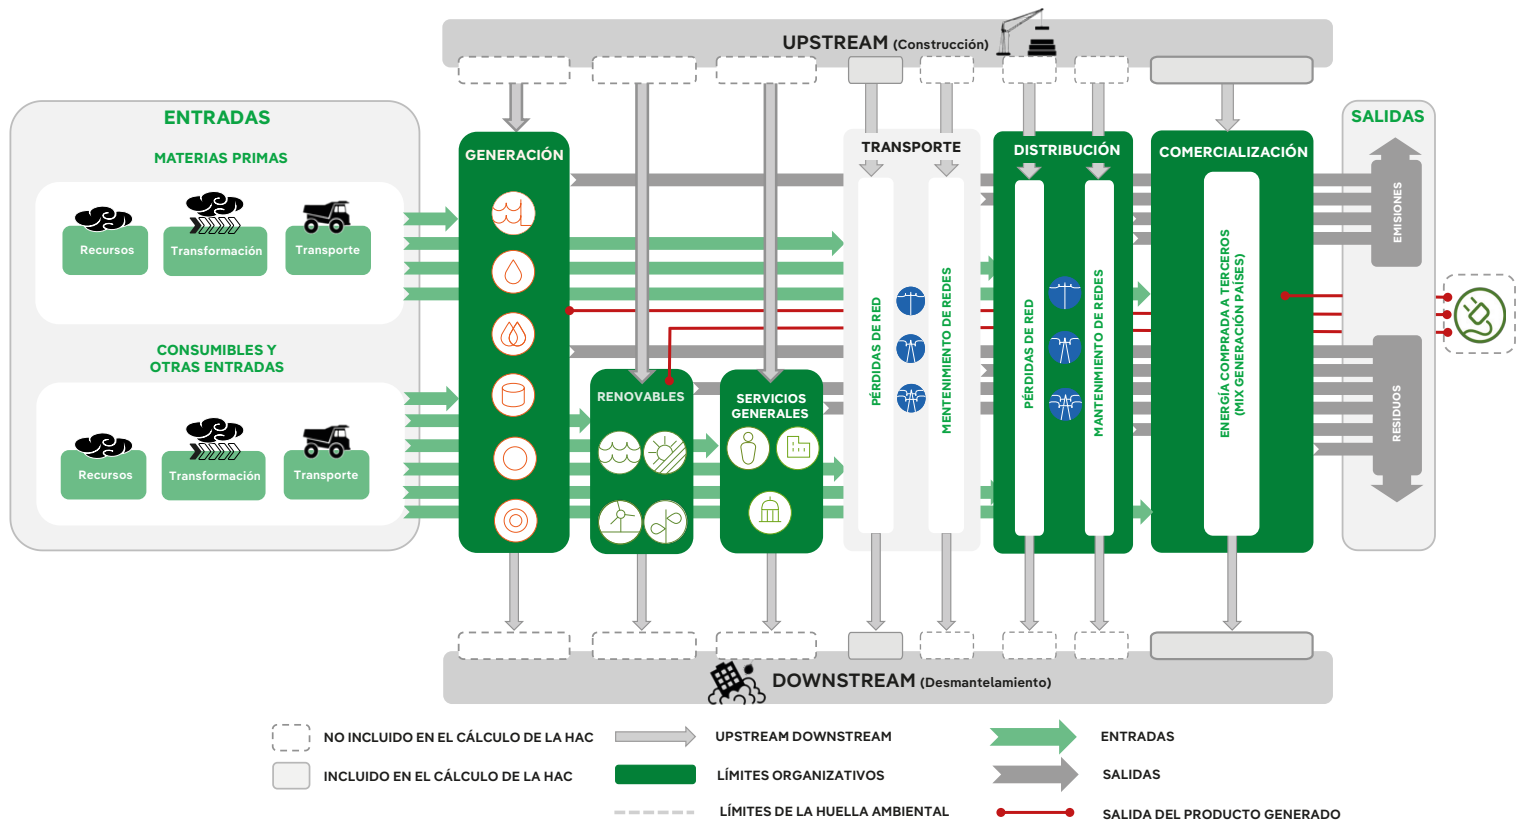 UPSTREAM (Construcción)
ENTRADAS
MATERIAS PRIMAS
Recursos
Transformación
Transporte
CONSUMIBLES Y
OTRAS ENTRADAS
Recursos
Transformación
Transporte
GENERACIÓN
RENOVABLES
SERVICIOS
GENERALES
TRANSPORTE
PÉRDIDAS DE RED
MENTENIMIENTO DE REDES
DISTRIBUCIÓN
PÉRDIDAS DE RED
MANTENIMIENTO DE REDES
COMERCIALIZACIÓN
ENERGÍA COMPRADA A TERCEROS
(MIX GENERACIÓN PAÍSES)
SALIDAS
EMISIONES
RESIDUOS
DOWNSTREAM (Desmantelamiento)
NO INCLUIDO EN EL CÁLCULO DE LA HAC
UPSTREAM DOWNSTREAM
ENTRADAS
INCLUIDO EN EL CÁLCULO DE LA HAC
LÍMITES ORGANIZATIVOS
SALIDAS
LÍMITES DE LA HUELLA AMBIENTAL
SALIDA DEL PRODUCTO GENERADO